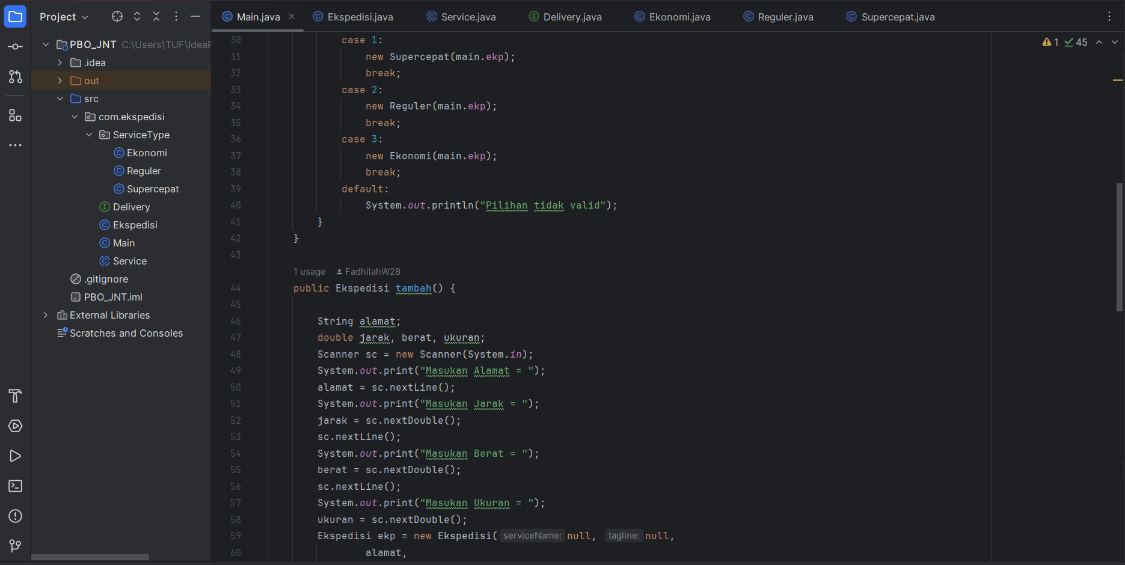 Project
Main.java
Ekspedisi.java
Service.java
Delivery.java
Ekonomi.java
Reguler.java
Supercepat.java
PBO_JNT C:\Users\TUF\IdeaP
.idea
out
src
com.ekspedisi
ServiceType
Ekonomi
Reguler
Supercepat
Delivery
Ekspedisi
Main
Service
.gitignore
PBO_JNT.iml
External Libraries
Scratches and Consoles
1 45
30 case 1:
31 new Supercepat(main.ekp);
32 break;
33 case 2:
34 new Reguler(main.ekp);
35 break;
36 case 3:
37 new Ekonomi(main.ekp);
38 break;
39 default:
40 System.out.println("Pilihan tidak valid");
41 }
42 }
43
1 usage FadhilahW28
44 public Ekspedisi tambah() {
45
46 String alamat;
47 double jarak, berat, ukuran;
48 Scanner sc = new Scanner(System.in);
49 System.out.print("Masukan Alamat = ");
50 alamat = sc.nextLine();
51 System.out.print("Masukan Jarak = ");
52 jarak = sc.nextDouble();
53 sc.nextLine();
54 System.out.print("Masukan Berat = ");
55 berat = sc.nextDouble();
56 sc.nextLine();
57 System.out.print("Masukan Ukuran = ");
58 ukuran = sc.nextDouble();
59 Ekspedisi ekp = new Ekspedisi( serviceName: null, tagline: null,
60 alamat,